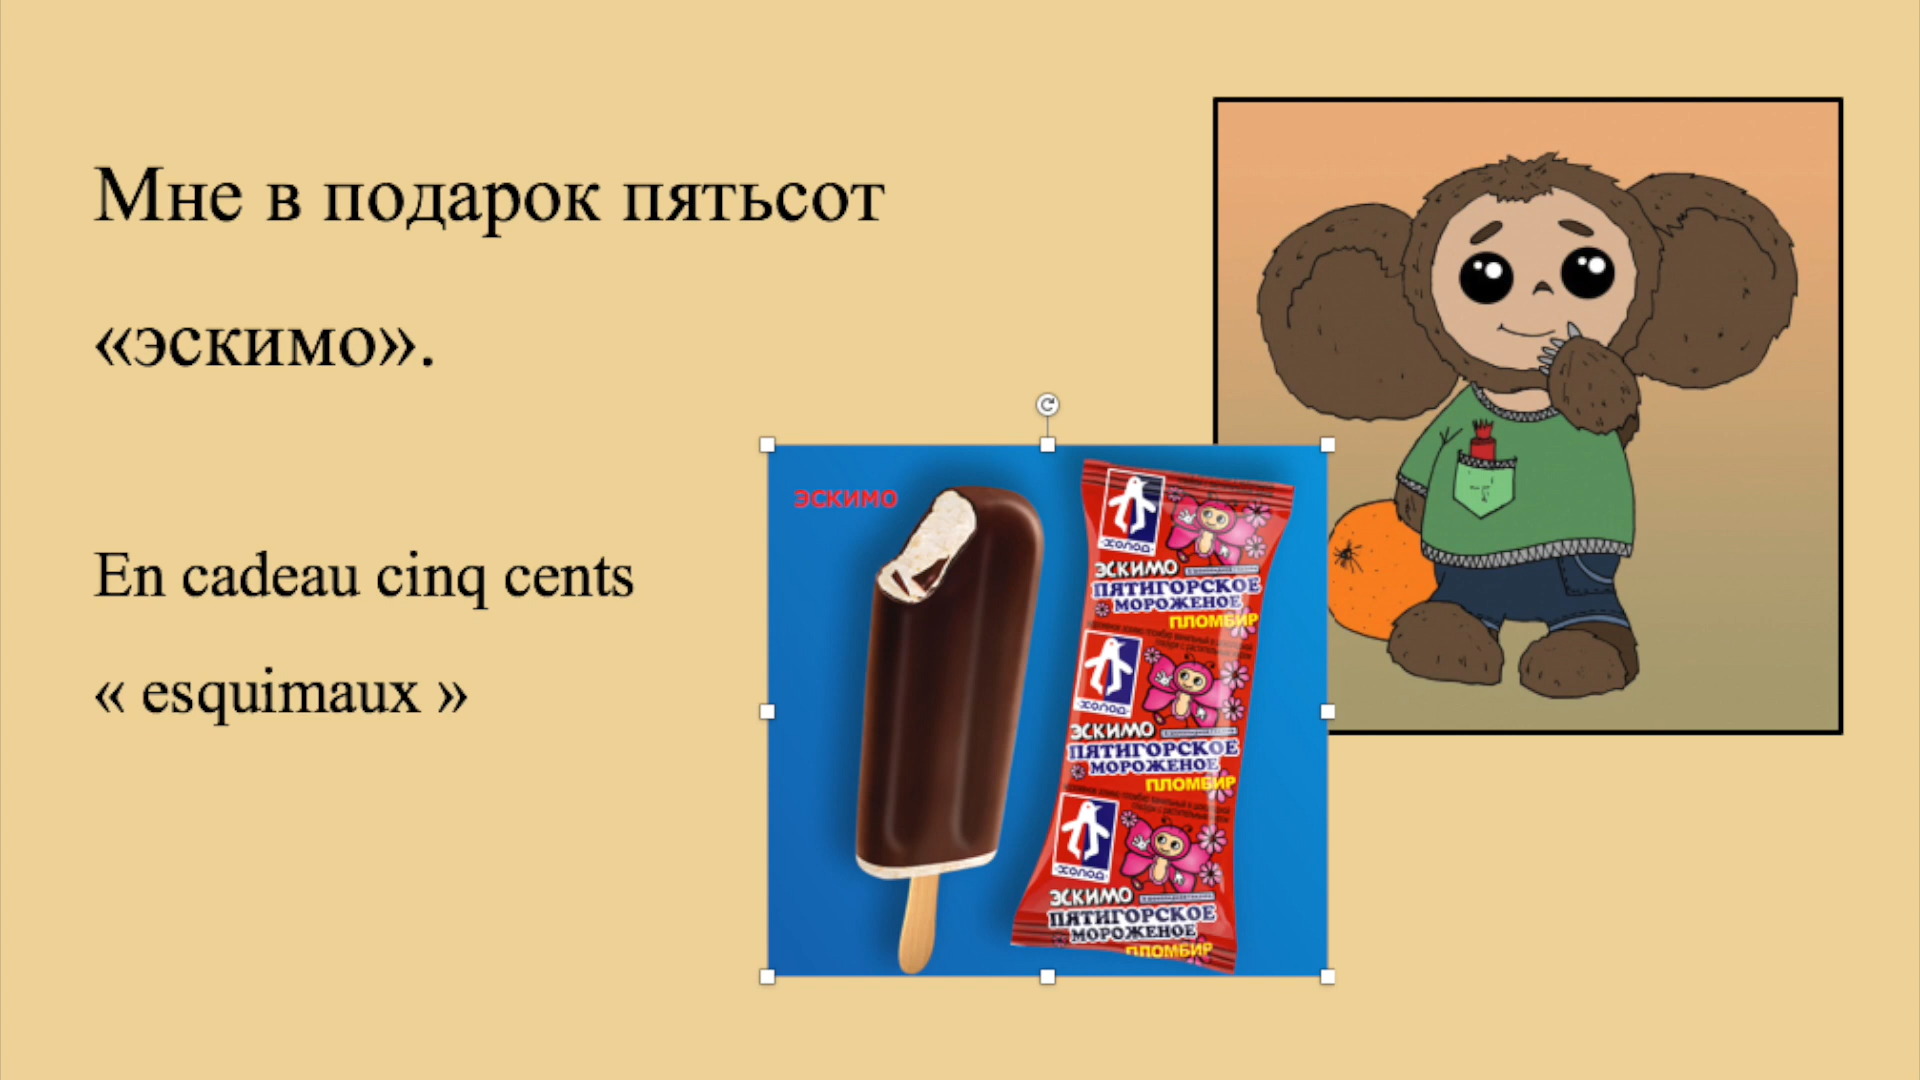 Мне в подарок пятьсот
«эскимо».
En cadeau cinq cents
« esquimaux »
ЭСКИМО
ХОЛОД
ЭСКИМО
ПЯТИГОРСКОЕ
МОРОЖЕНОЕ
ПЛОМБИР
ХОЛОД
ЭСКИМО
ПЯТИГОРСКОЕ
МОРОЖЕНОЕ
ПЛОМБИР
ХОЛОД
ЭСКИМО
ПЯТИГОРСКОЕ
МОРОЖЕНОЕ
ПЛОМБИР